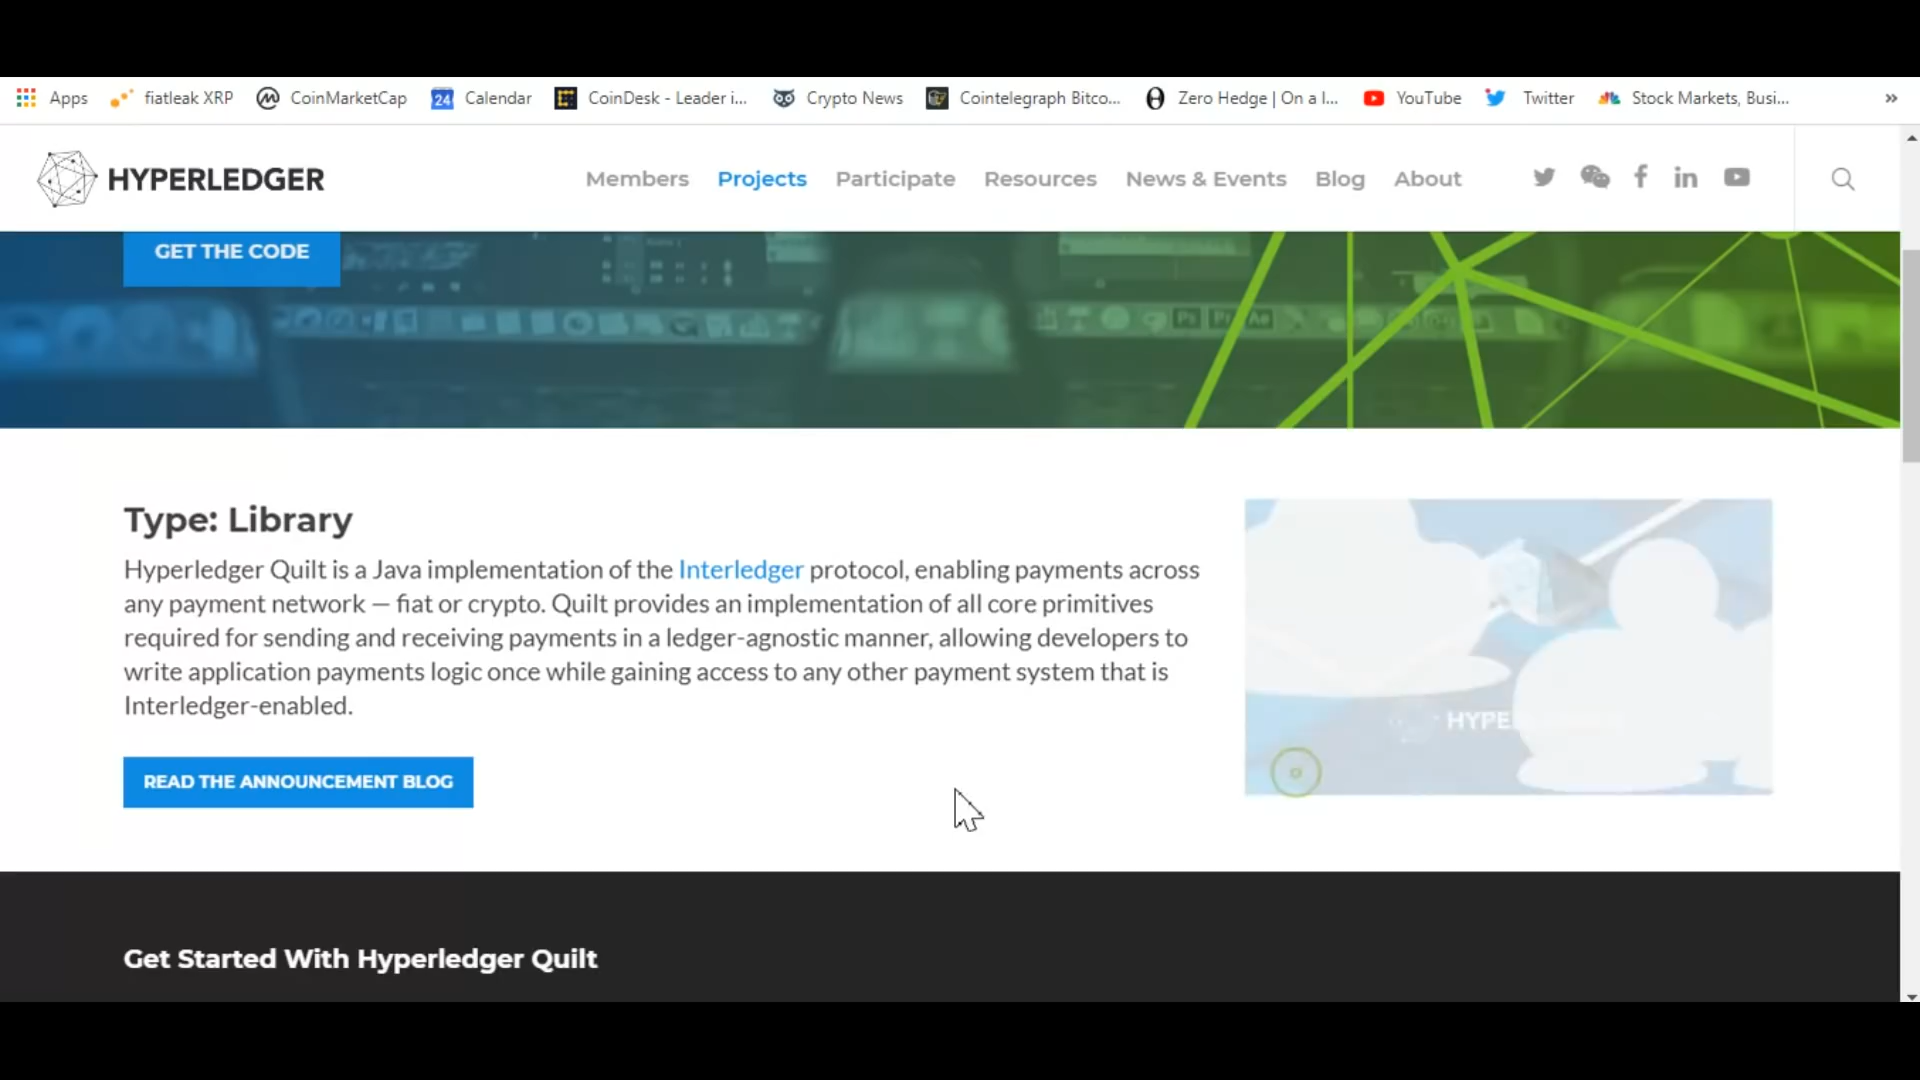 Apps fiatleak XRP CoinMarketCap 24 Calendar CoinDesk - Leader i... Crypto News Cointelegraph Bitco... Zero Hedge | On a l... YouTube Twitter Stock Markets, Busi... »
HYPERLEDGER Members Projects Participate Resources News & Events Blog About
GET THE CODE
Ps Pr Ae
Type: Library
Hyperledger Quilt is a Java implementation of the Interledger protocol, enabling payments across
any payment network — fiat or crypto. Quilt provides an implementation of all core primitives
required for sending and receiving payments in a ledger-agnostic manner, allowing developers to
write application payments logic once while gaining access to any other payment system that is
Interledger-enabled.
HYPE
READ THE ANNOUNCEMENT BLOG
Get Started With Hyperledger Quilt